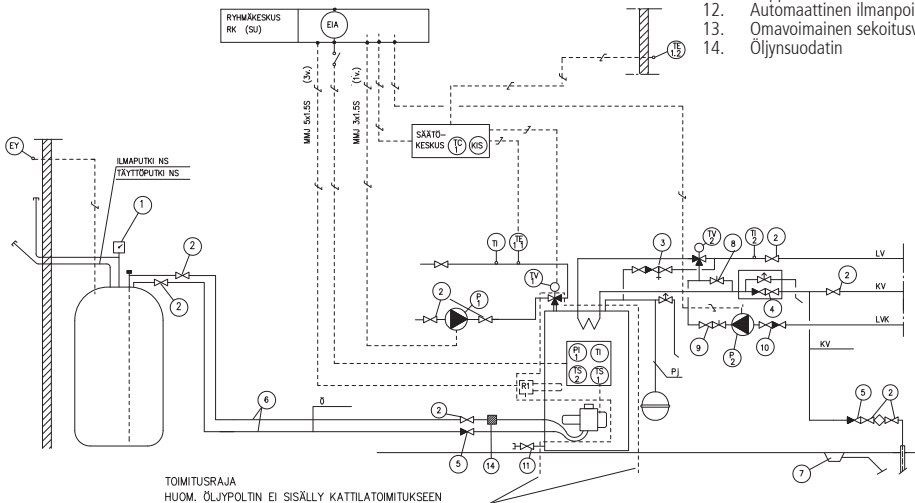 RYHMÄKESKUS
RK (SU)
EIA
12. Automaattinen ilmanpoi
13. Omavoimainen sekoitusv
14. Öljynsuodatin
TE
1.2
MMJ 5x1.5S (3v.)
MMJ 3x1.5S (1v.)
SÄÄTÖ-
KESKUS
TC
1
KIS
EY
ILMAPUTKI NS
TÄYTTÖPUTKI NS
1
2
2
TI
TE
1.1
TV
1
3
TV
2
8
TI
2
2
LV
2
KV
4
LVK
2
P
1
9
P
2
10
KV
PI
1
TI
TS
2
TS
1
R1
Pj
6
Ö
2
5
14
11
5
2
7
TOIMITUSRAJA
HUOM. ÖLJYPOLTIN EI SISÄLLY KATTILATOIMITUKSEEN